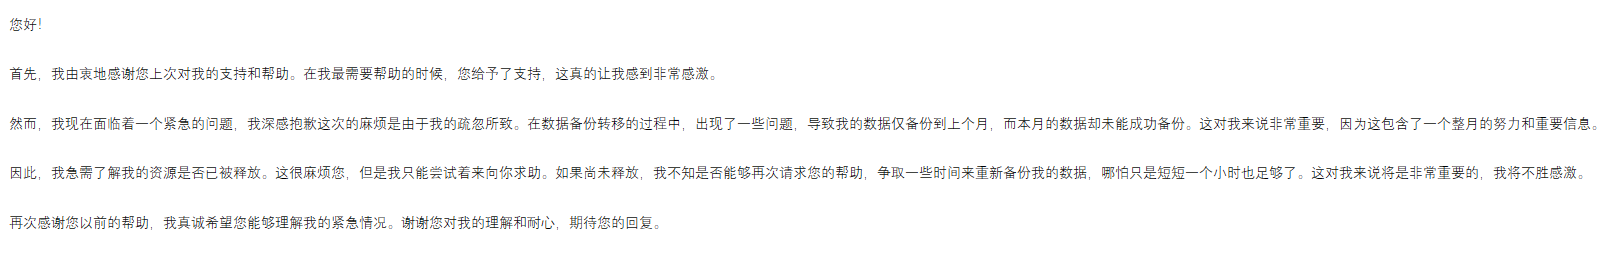 您好！
首先，我由衷地感谢您上次对我的支持和帮助。在我最需要帮助的时候，您给予了支持，这真的让我感到非常感激。
然而，我现在面临着一个紧急的问题，我深感抱歉这次的麻烦是由于我的疏忽所致。在数据备份转移的过程中，出现了一些问题，导致我的数据仅备份到上个月，而本月的数据却未能成功备份。这对我来说非常重要，因为这包含了一个整月的努力和重要信息。
因此，我急需了解我的资源是否已被释放。这很麻烦您，但是我只能尝试着来向你求助。如果尚未释放，我不知是否能够再次请求您的帮助，争取一些时间来重新备份我的数据，哪怕只是短短一个小时也足够了。这对我来说将是非常重要的，我将不胜感激。
再次感谢您以前的帮助，我真诚希望您能够理解我的紧急情况。谢谢您对我的理解和耐心，期待您的回复。